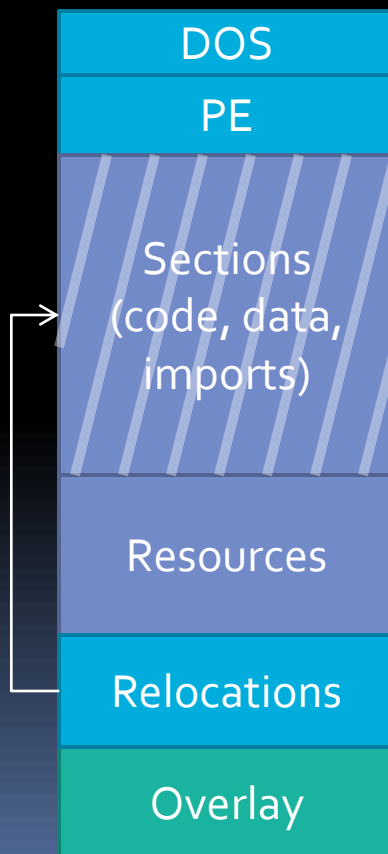 DOS
PE
Sections
(code, data,
imports)
Resources
Relocations
Overlay